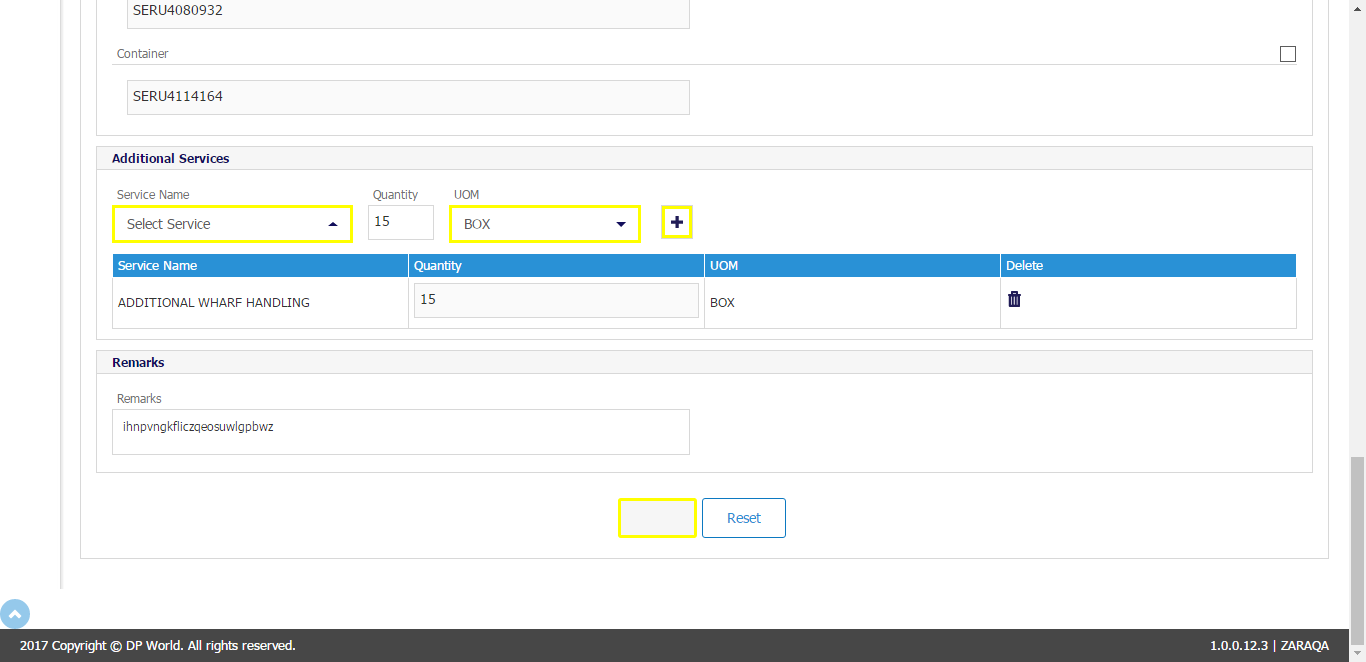 SERU4080932
Container
SERU4114164
Additional Services
Service Name Quantity UOM
Select Service 15 BOX
Service Name Quantity UOM Delete
ADDITIONAL WHARF HANDLING 15 BOX
Remarks
Remarks
ihnpvngkfliczqeosuwlgpbwz
Reset
2017 Copyright © DP World. All rights reserved. 1.0.0.12.3 | ZARAQA